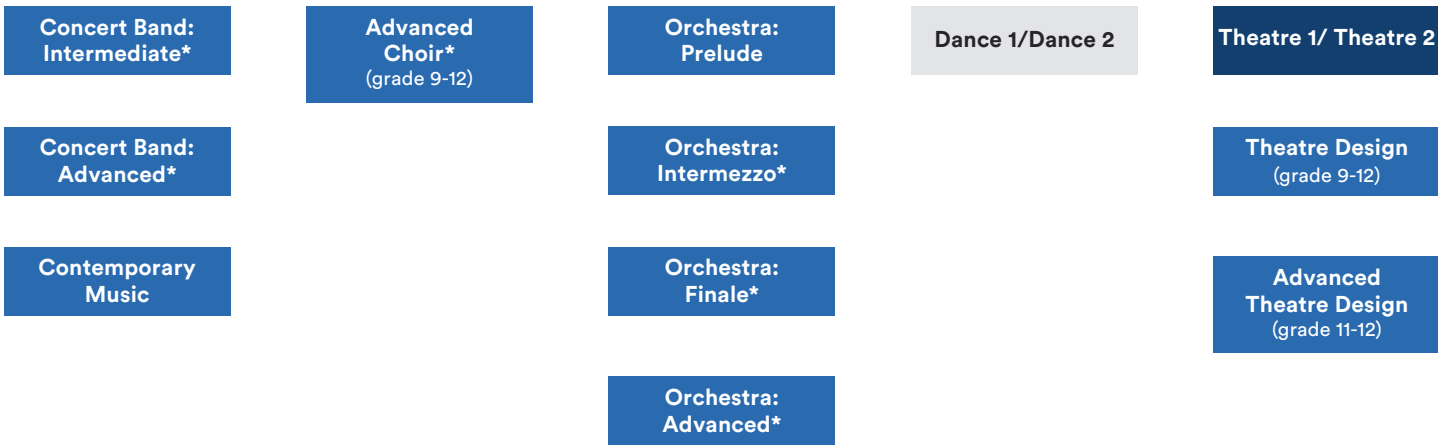 Concert Band:
Intermediate*
Advanced
Choir*
(grade 9-12)
Orchestra:
Prelude
Dance 1/Dance 2
Theatre 1/ Theatre 2
Concert Band:
Advanced*
Orchestra:
Intermezzo*
Theatre Design
(grade 9-12)
Contemporary
Music
Orchestra:
Finale*
Advanced
Theatre Design
(grade 11-12)
Orchestra:
Advanced*